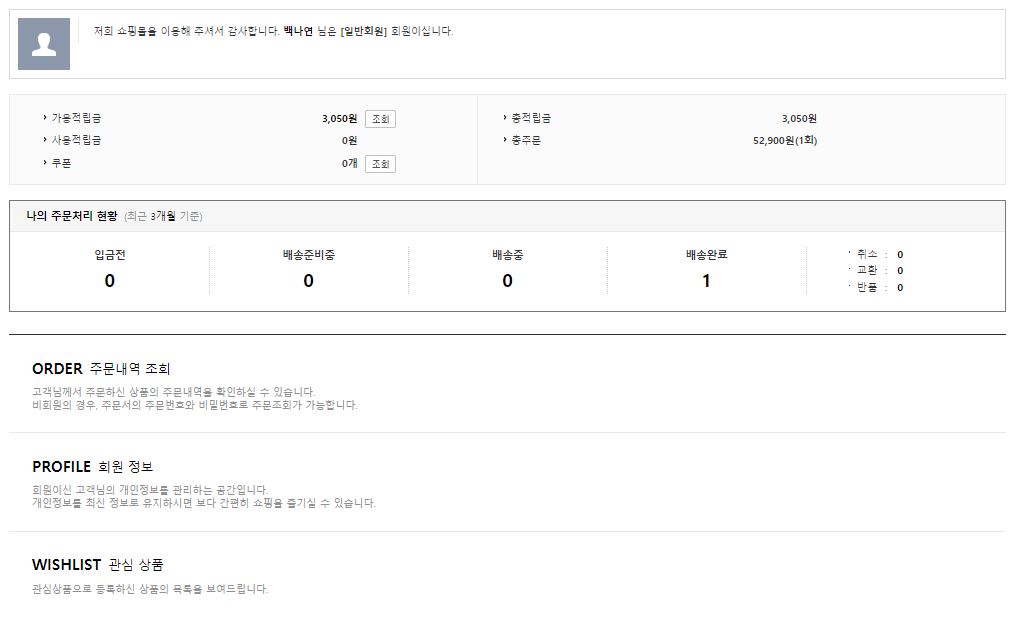 저희 쇼핑몰을 이용해 주셔서 감사합니다. 백나연 님은 [일반회원] 회원이십니다.
가용적립금 3,050원 조회
사용적립금 0원
쿠폰 0개 조회
총적립금 3,050원
총주문 52,900원(1회)
나의 주문처리 현황 (최근 3개월 기준)
입금전 배송준비중 배송중 배송완료
0 0 0 1
취소 : 0
교환 : 0
반품 : 0
ORDER 주문내역 조회
고객님께서 주문하신 상품의 주문내역을 확인하실 수 있습니다.
비회원의 경우, 주문서의 주문번호와 비밀번호로 주문조회가 가능합니다.
PROFILE 회원 정보
회원이신 고객님의 개인정보를 관리하는 공간입니다.
개인정보를 최신 정보로 유지하시면 보다 간편히 쇼핑을 즐기실 수 있습니다.
WISHLIST 관심 상품
관심상품으로 등록하신 상품의 목록을 보여드립니다.